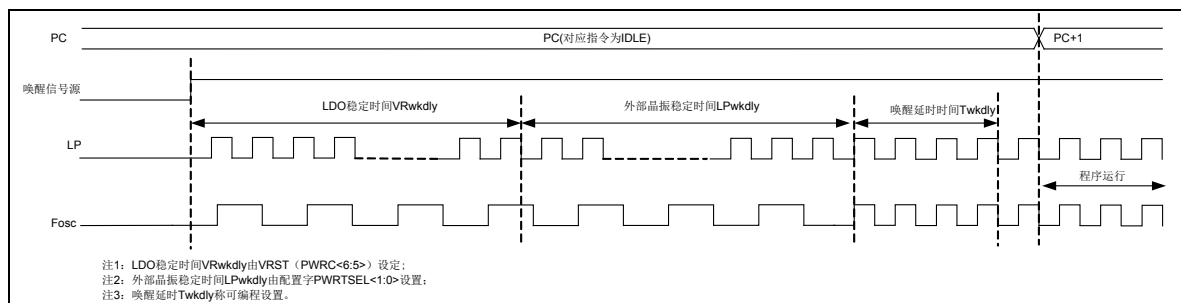 PC
PC(对应指令为IDLE)
PC+1
唤醒信号源
LDO稳定时间VRwkdly
外部晶振稳定时间LPwkdly
唤醒延时时间Twkdly
LP
程序运行
Fosc
注1：LDO稳定时间VRwkdly由VRST（PWRC<6:5>）设定；
注2：外部晶振稳定时间LPwkdly由配置字PWRTSEL<1:0>设置；
注3：唤醒延时Twkdly称可编程设置。